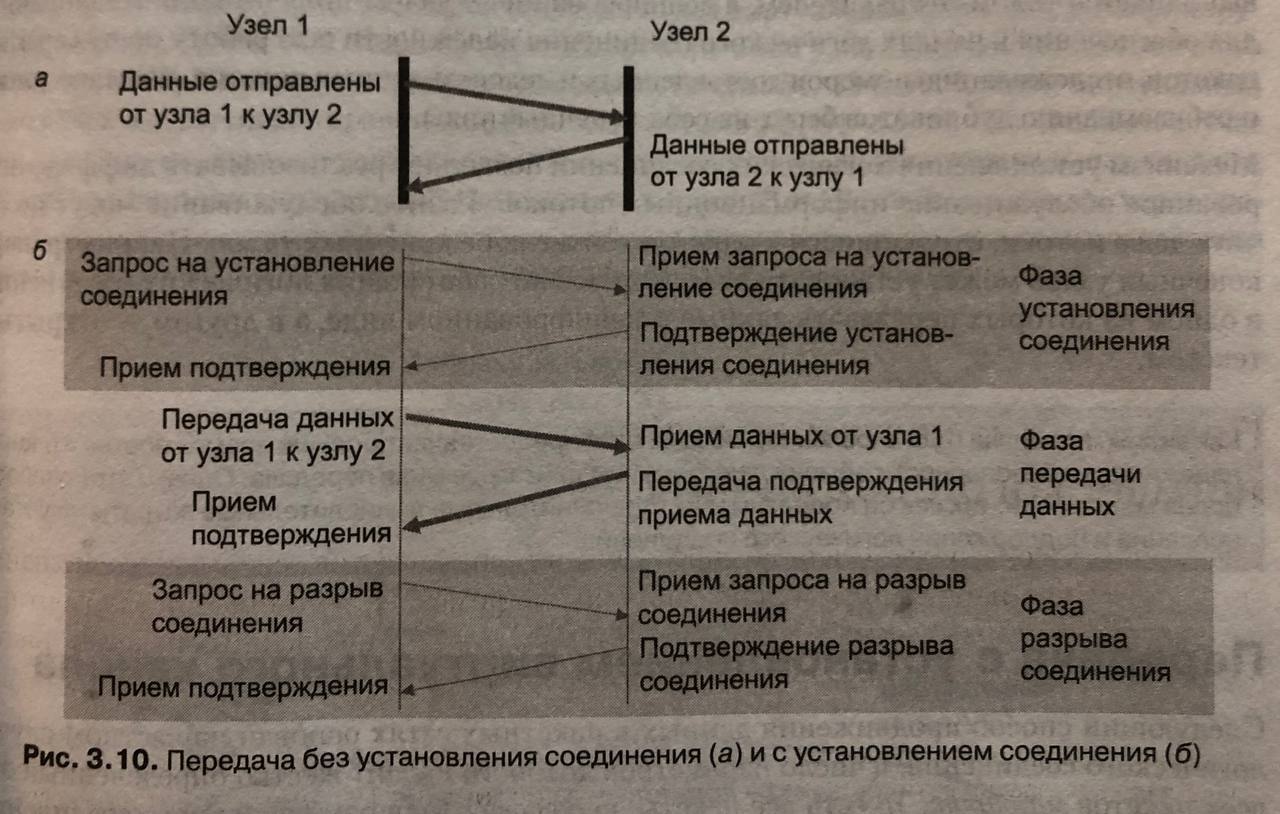 Узел 1
Узел 2
а
Данные отправлены
от узла 1 к узлу 2
Данные отправлены
от узла 2 к узлу 1
б
Запрос на установление
соединения
Прием запроса на установ-
ление соединения
Фаза
установления
соединения
Подтверждение установ-
ления соединения
Прием подтверждения
Передача данных
от узла 1 к узлу 2
Прием данных от узла 1
Фаза
передачи
данных
Передача подтверждения
приема данных
Прием
подтверждения
Запрос на разрыв
соединения
Прием запроса на разрыв
соединения
Фаза
разрыва
соединения
Подтверждение разрыва
соединения
Прием подтверждения
Рис. 3.10. Передача без установления соединения (а) и с установлением соединения (б)